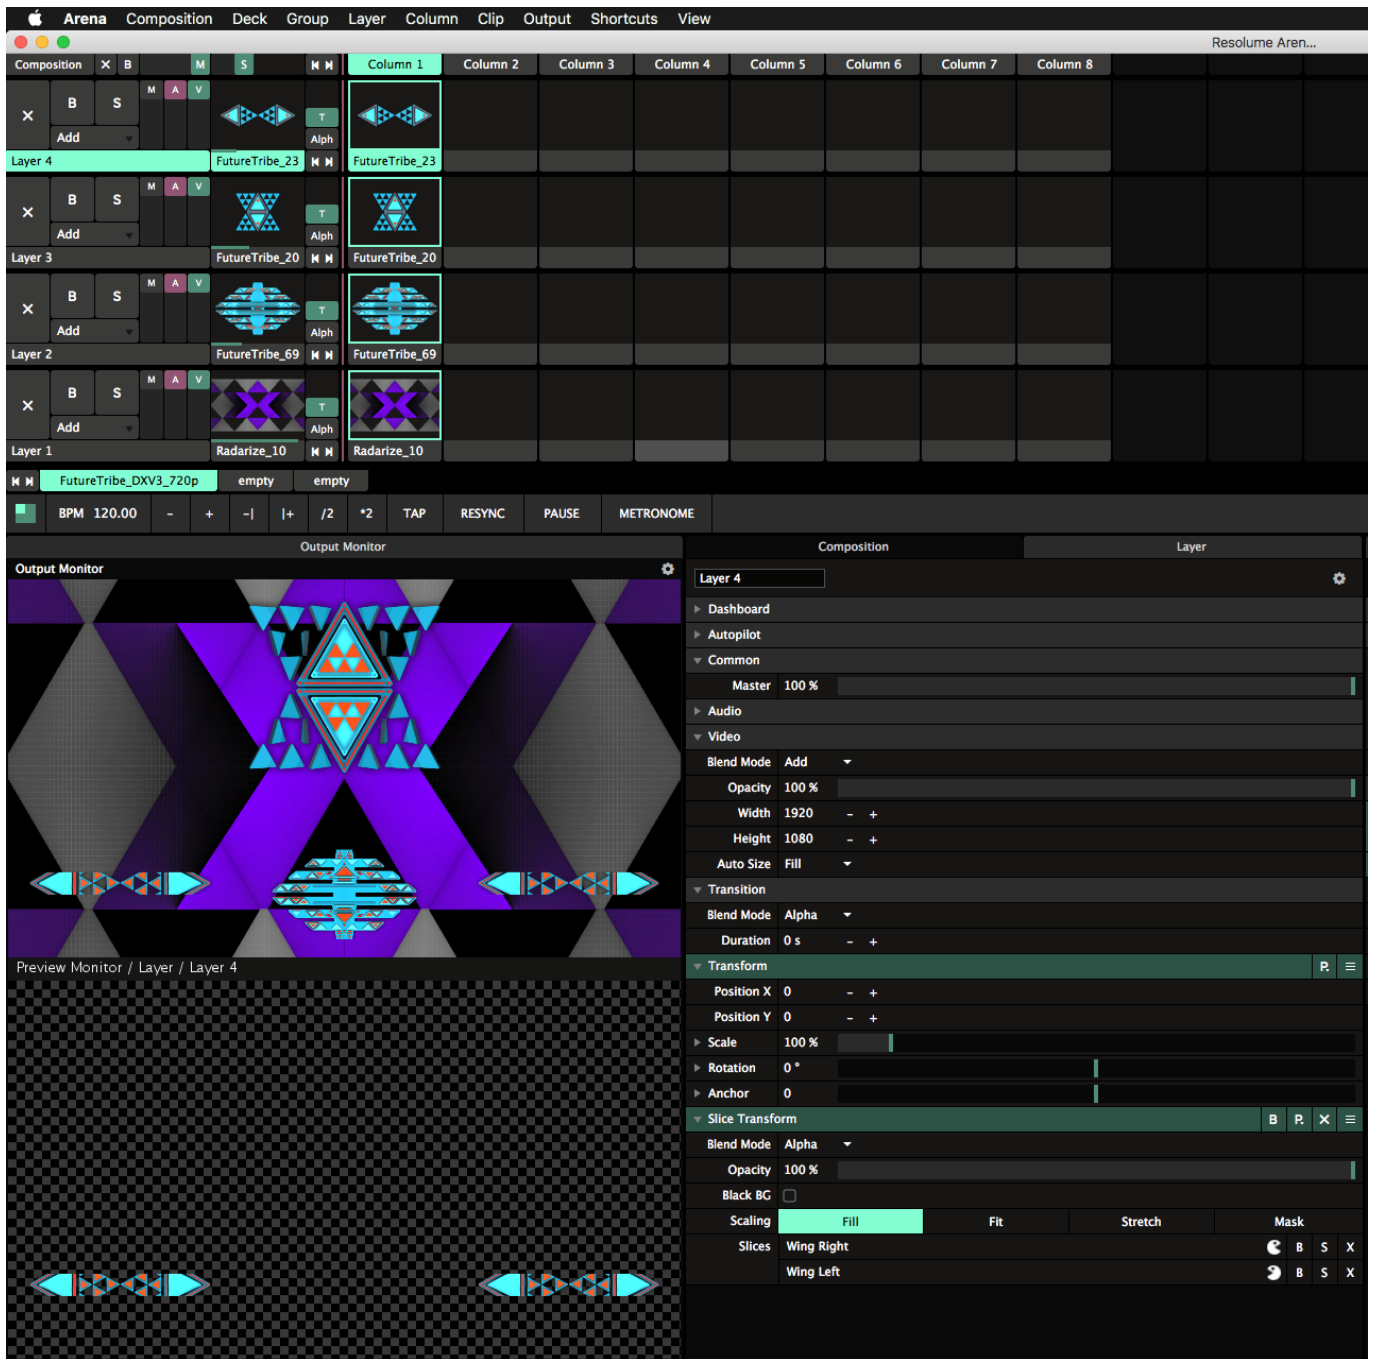 Arena Composition Deck Group Layer Column Clip Output Shortcuts View
Resolume Aren...
Composition X B M S Column 1 Column 2 Column 3 Column 4 Column 5 Column 6 Column 7 Column 8
M A V
X B S T
Add Alph
Layer 4 FutureTribe_23 FutureTribe_23
M A V
X B S T
Add Alph
Layer 3 FutureTribe_20 FutureTribe_20
M A V
X B S T
Add Alph
Layer 2 FutureTribe_69 FutureTribe_69
M A V
X B S T
Add Alph
Layer 1 Radarize_10 Radarize_10
FutureTribe_DXV3_720p empty empty
BPM 120.00 - + -| |+ /2 *2 TAP RESYNC PAUSE METRONOME
Output Monitor Composition Layer
Output Monitor
Layer 4
Dashboard
Autopilot
Common
Master 100 %
Audio
Video
Blend Mode Add
Opacity 100 %
Width 1920 - +
Height 1080 - +
Auto Size Fill
Transition
Blend Mode Alpha
Duration 0 s - +
Preview Monitor / Layer / Layer 4
Transform P.
Position X 0 - +
Position Y 0 - +
Scale 100 %
Rotation 0 °
Anchor 0
Slice Transform B P. X
Blend Mode Alpha
Opacity 100 %
Black BG
Scaling Fill Fit Stretch Mask
Slices Wing Right B S X
Wing Left B S X